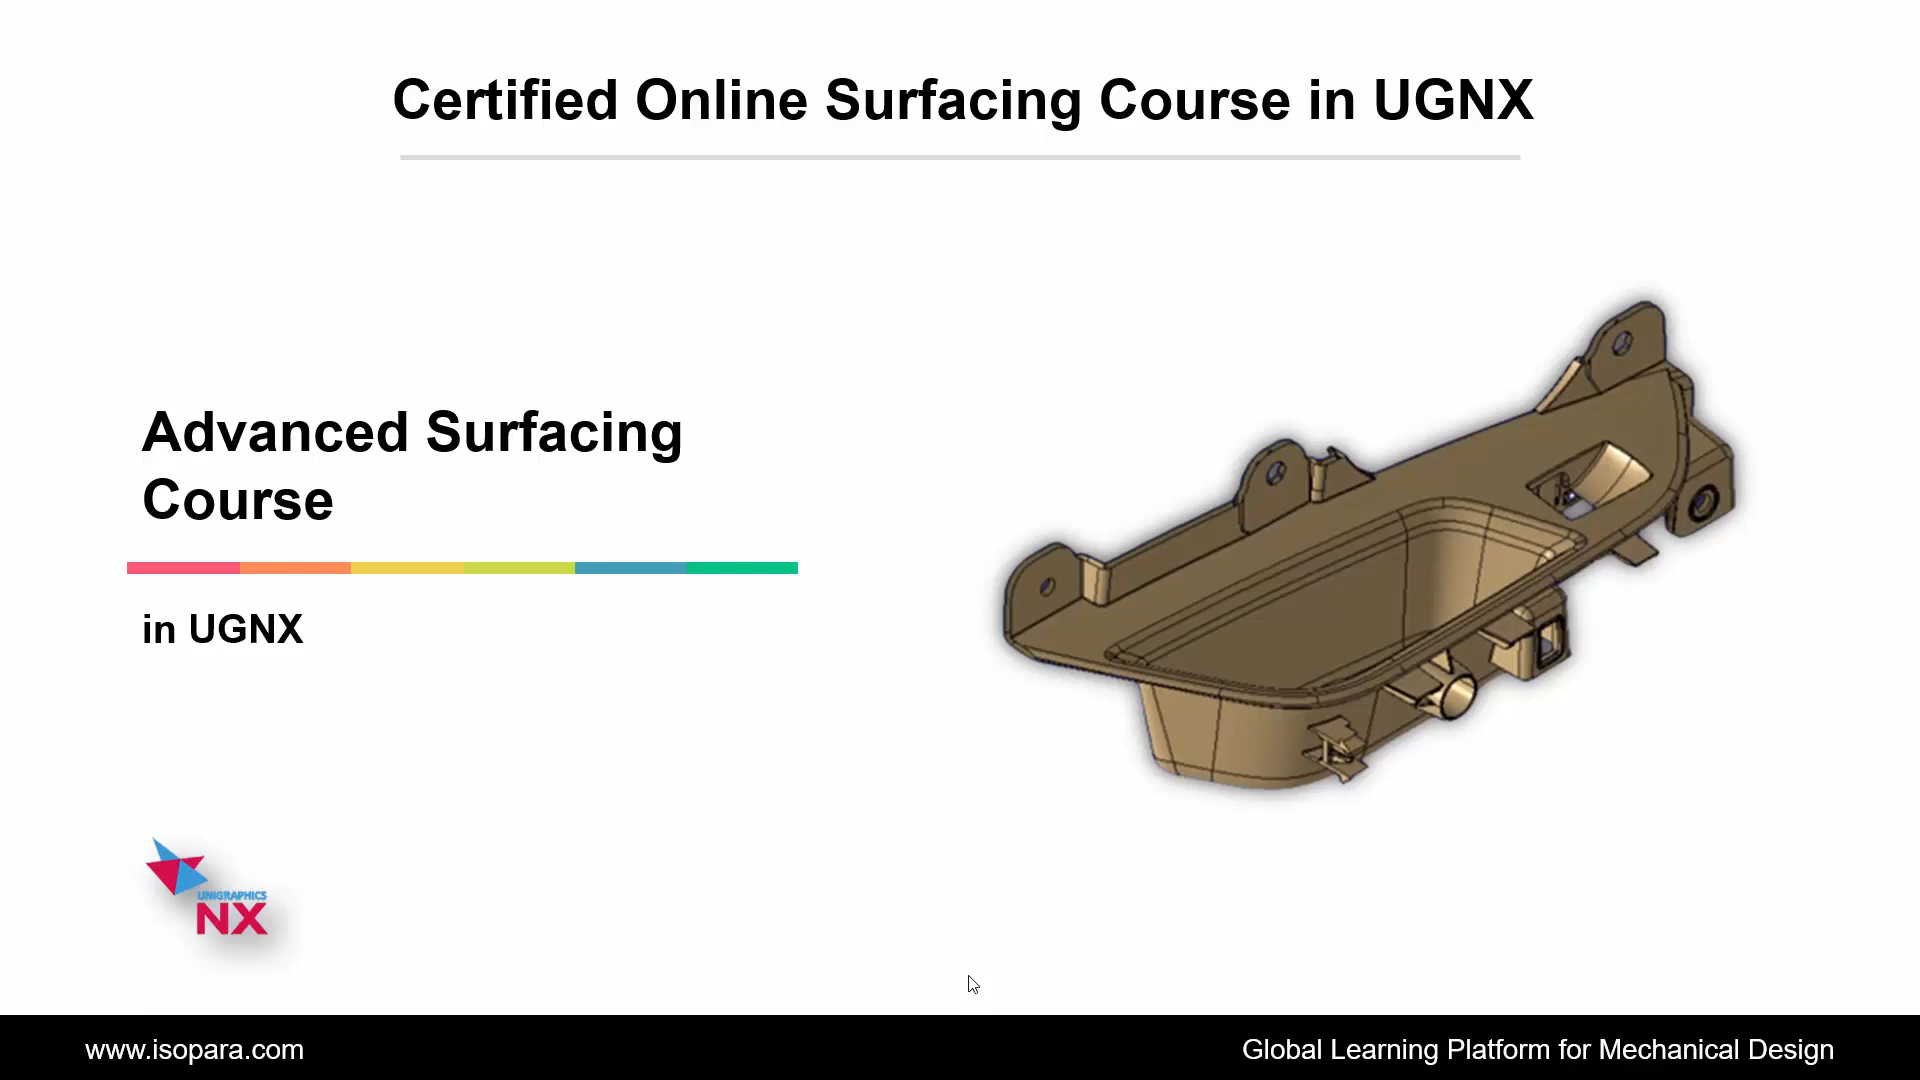 Certified Online Surfacing Course in UGNX
Advanced Surfacing
Course
in UGNX
UNIGRAPHICS
NX
www.isopara.com
Global Learning Platform for Mechanical Design